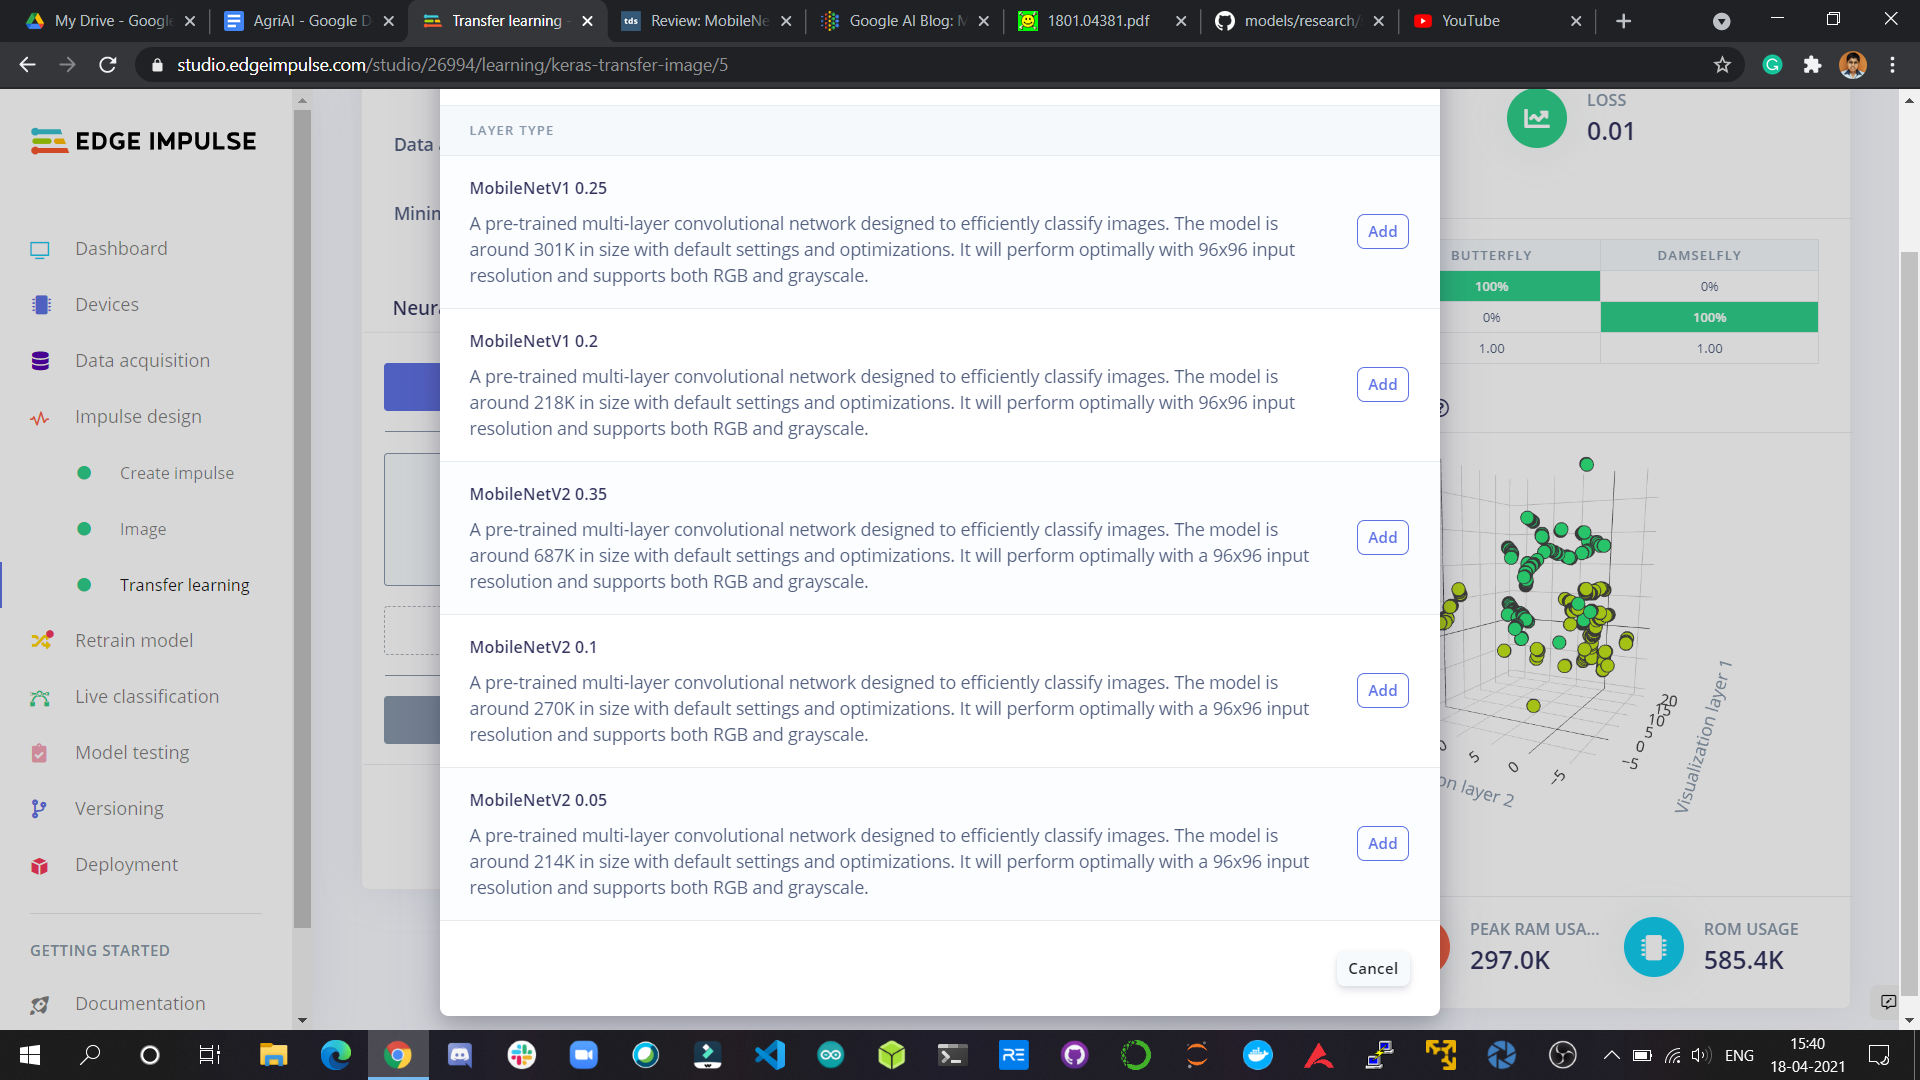 My Drive - Google
AgriAI - Google D
Transfer learning -
Review: MobileNe
Google AI Blog: M
1801.04381.pdf
models/research/
YouTube
studio.edgeimpulse.com/studio/26994/learning/keras-transfer-image/5
EDGE IMPULSE
Dashboard
Devices
Data acquisition
Impulse design
Create impulse
Image
Transfer learning
Retrain model
Live classification
Model testing
Versioning
Deployment
GETTING STARTED
Documentation
Data
Minim
Neura
LAYER TYPE
MobileNetV1 0.25
A pre-trained multi-layer convolutional network designed to efficiently classify images. The model is
around 301K in size with default settings and optimizations. It will perform optimally with 96x96 input
resolution and supports both RGB and grayscale.
Add
MobileNetV1 0.2
A pre-trained multi-layer convolutional network designed to efficiently classify images. The model is
around 218K in size with default settings and optimizations. It will perform optimally with 96x96 input
resolution and supports both RGB and grayscale.
Add
MobileNetV2 0.35
A pre-trained multi-layer convolutional network designed to efficiently classify images. The model is
around 687K in size with default settings and optimizations. It will perform optimally with a 96x96 input
resolution and supports both RGB and grayscale.
Add
MobileNetV2 0.1
A pre-trained multi-layer convolutional network designed to efficiently classify images. The model is
around 270K in size with default settings and optimizations. It will perform optimally with a 96x96 input
resolution and supports both RGB and grayscale.
Add
MobileNetV2 0.05
A pre-trained multi-layer convolutional network designed to efficiently classify images. The model is
around 214K in size with default settings and optimizations. It will perform optimally with a 96x96 input
resolution and supports both RGB and grayscale.
Add
Cancel
LOSS
0.01
BUTTERFLY DAMSELFLY
100% 0%
0% 100%
1.00 1.00
20
15
10
5
0
-5
0
5
0
-5
on layer 2
Visualization layer 1
PEAK RAM USA...
297.0K
ROM USAGE
585.4K
tds
RE
ENG
15:40
18-04-2021